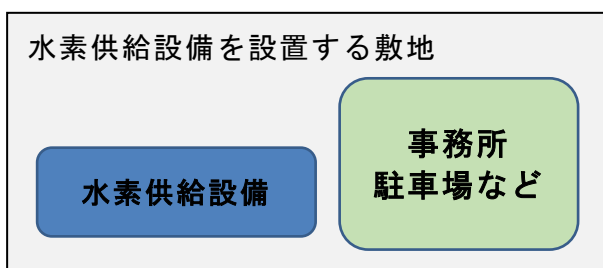 水素供給設備を設置する敷地
事務所
駐車場など
水素供給設備